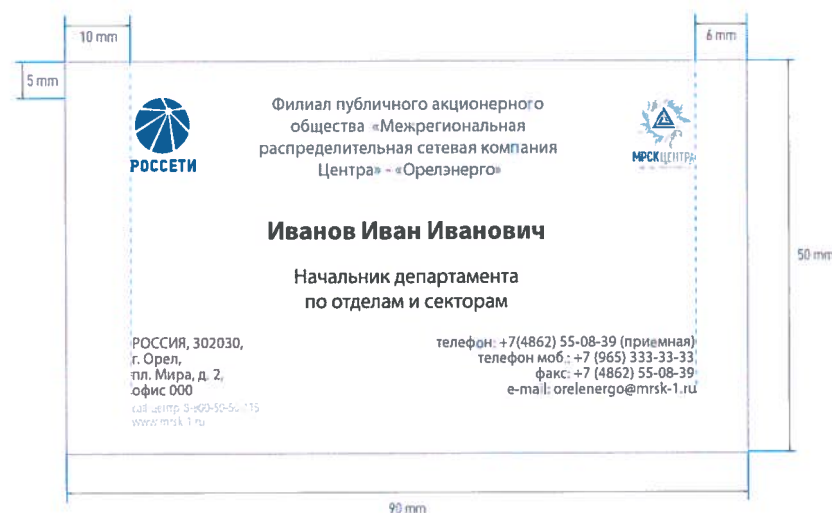 10 mm
6 mm
5 mm
РОССЕТИ
Филиал публичного акционерного
общества «Межрегиональная
распределительная сетевая компания
Центра» - «Орелэнерго»
МРСК ЦЕНТРА
Иванов Иван Иванович
Начальник департамента
по отделам и секторам
50 mm
РОССИЯ, 302030,
г. Орел,
пл. Мира, д. 2,
офис 000
www.mrsk-1.ru
телефон: +7(4862) 55-08-39 (приемная)
телефон моб.: +7 (965) 333-33-33
факс: +7 (4862) 55-08-39
e-mail: orelenergo@mrsk-1.ru
90 mm